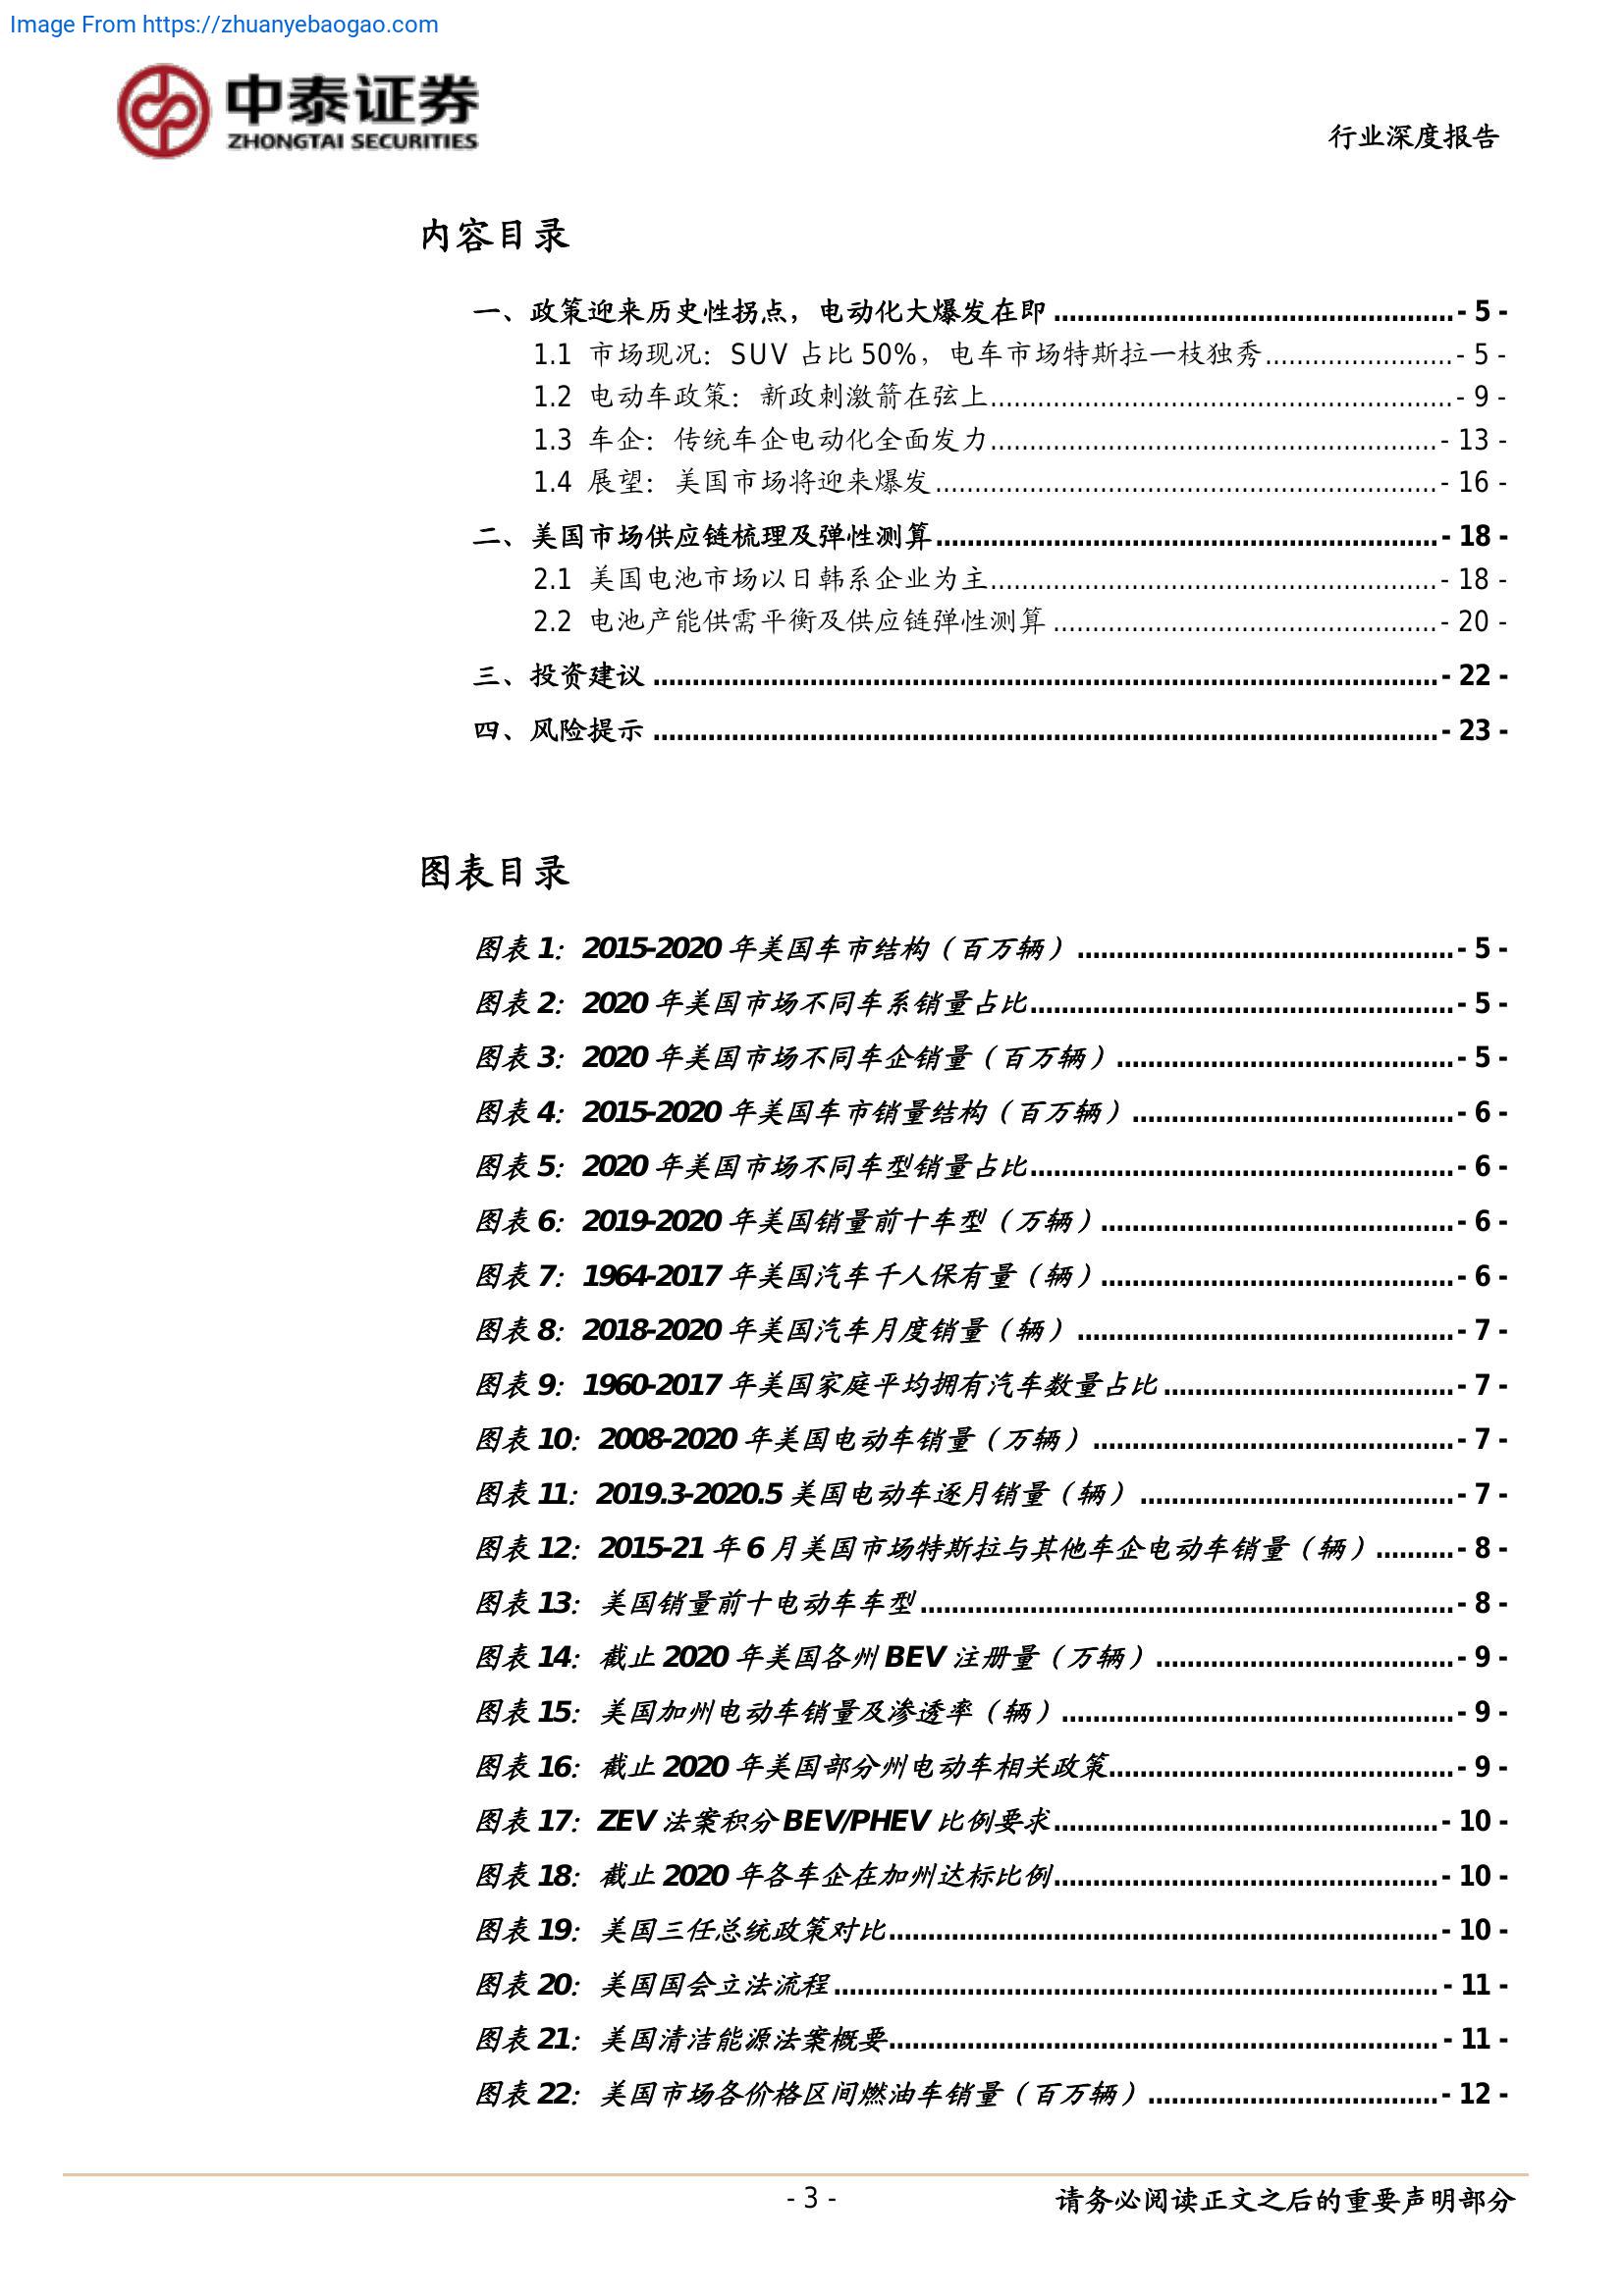 Image From https://zhuanyebaogao.com
中泰证券
ZHONGTAI SECURITIES
行业深度报告
内容目录
一、政策迎来历史性拐点，电动化大爆发在即 ................................................... - 5 -
1.1 市场现况：SUV 占比 50%，电车市场特斯拉一枝独秀........................ - 5 -
1.2 电动车政策：新政刺激箭在弦上........................................................... - 9 -
1.3 车企：传统车企电动化全面发力......................................................... - 13 -
1.4 展望：美国市场将迎来爆发................................................................ - 16 -
二、美国市场供应链梳理及弹性测算................................................................ - 18 -
2.1 美国电池市场以日韩系企业为主......................................................... - 18 -
2.2 电池产能供需平衡及供应链弹性测算 ................................................. - 20 -
三、投资建议 .................................................................................................... - 22 -
四、风险提示 .................................................................................................... - 23 -
图表目录
图表 1：2015-2020 年美国车市结构（百万辆）................................................ - 5 -
图表 2：2020 年美国市场不同车系销量占比...................................................... - 5 -
图表 3：2020 年美国市场不同车企销量（百万辆）........................................... - 5 -
图表 4：2015-2020 年美国车市销量结构（百万辆）......................................... - 6 -
图表 5：2020 年美国市场不同车型销量占比...................................................... - 6 -
图表 6：2019-2020 年美国销量前十车型（万辆）............................................. - 6 -
图表 7：1964-2017 年美国汽车千人保有量（辆）............................................. - 6 -
图表 8：2018-2020 年美国汽车月度销量（辆）................................................ - 7 -
图表 9：1960-2017 年美国家庭平均拥有汽车数量占比..................................... - 7 -
图表 10：2008-2020 年美国电动车销量（万辆）.............................................. - 7 -
图表 11：2019.3-2020.5 美国电动车逐月销量（辆）........................................ - 7 -
图表 12：2015-21 年 6 月美国市场特斯拉与其他车企电动车销量（辆）.......... - 8 -
图表 13：美国销量前十电动车车型.................................................................... - 8 -
图表 14：截止 2020 年美国各州 BEV 注册量（万辆）...................................... - 9 -
图表 15：美国加州电动车销量及渗透率（辆）.................................................. - 9 -
图表 16：截止 2020 年美国部分州电动车相关政策............................................ - 9 -
图表 17：ZEV 法案积分 BEV/PHEV 比例要求................................................. - 10 -
图表 18：截止 2020 年各车企在加州达标比例................................................. - 10 -
图表 19：美国三任总统政策对比...................................................................... - 10 -
图表 20：美国国会立法流程............................................................................. - 11 -
图表 21：美国清洁能源法案概要...................................................................... - 11 -
图表 22：美国市场各价格区间燃油车销量（百万辆）..................................... - 12 -
- 3 -
请务必阅读正文之后的重要声明部分